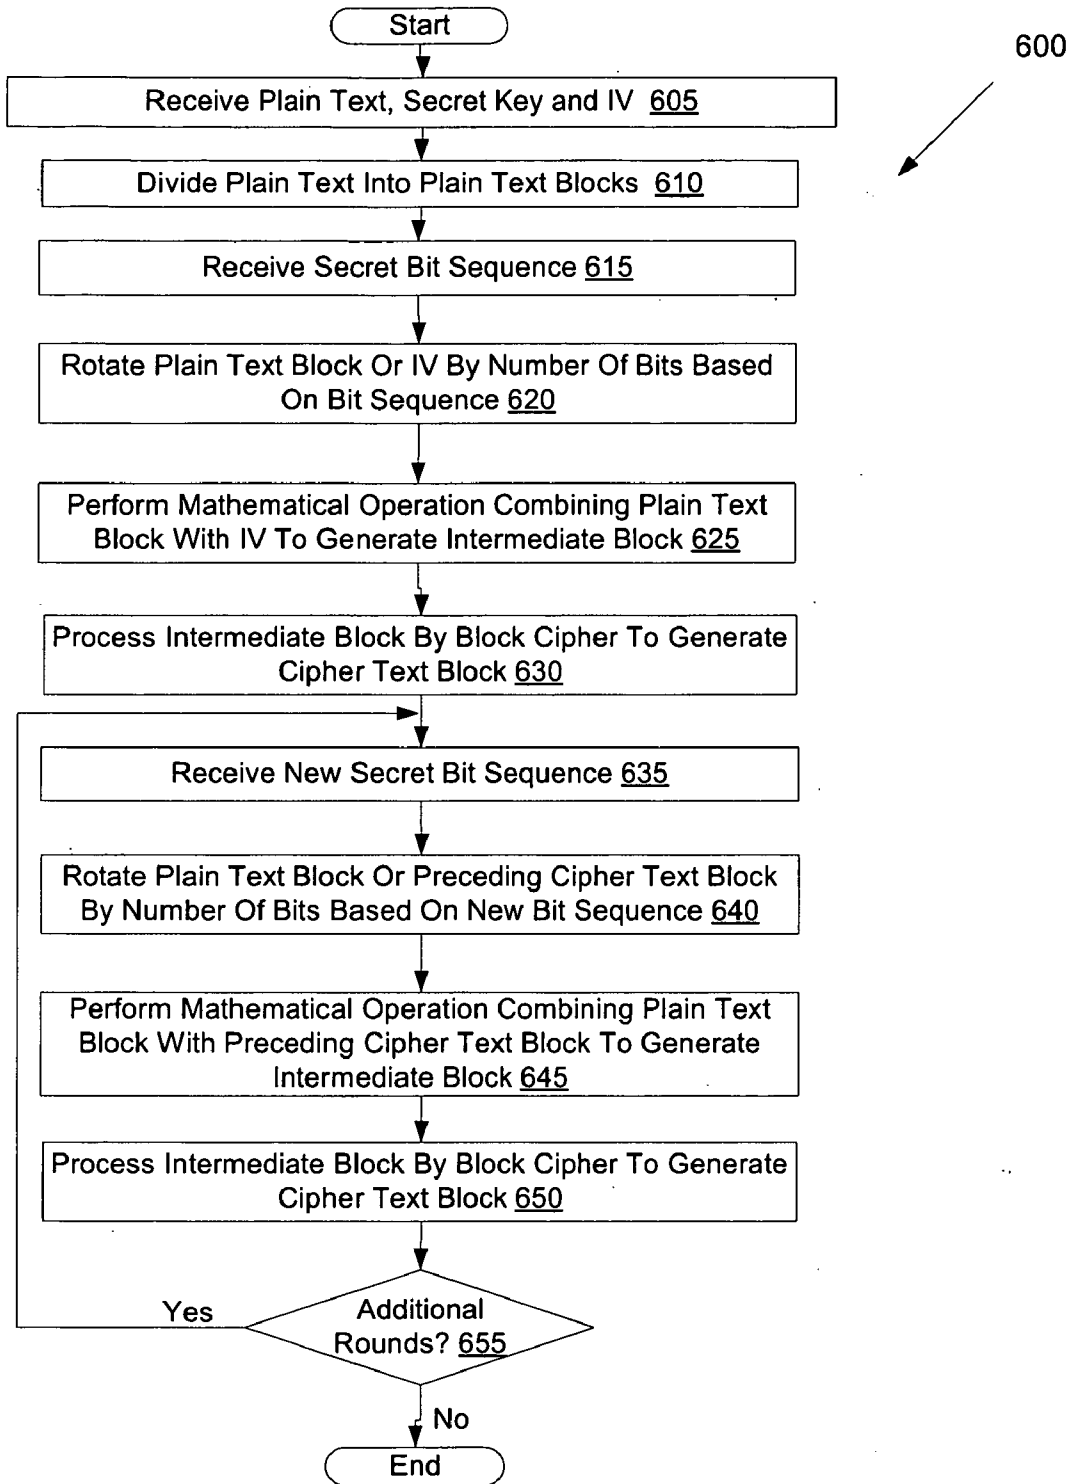 Start
600
Receive Plain Text, Secret Key and IV 605
Divide Plain Text Into Plain Text Blocks 610
Receive Secret Bit Sequence 615
Rotate Plain Text Block Or IV By Number Of Bits Based
On Bit Sequence 620
Perform Mathematical Operation Combining Plain Text
Block With IV To Generate Intermediate Block 625
Process Intermediate Block By Block Cipher To Generate
Cipher Text Block 630
Receive New Secret Bit Sequence 635
Rotate Plain Text Block Or Preceding Cipher Text Block
By Number Of Bits Based On New Bit Sequence 640
Perform Mathematical Operation Combining Plain Text
Block With Preceding Cipher Text Block To Generate
Intermediate Block 645
Process Intermediate Block By Block Cipher To Generate
Cipher Text Block 650
Yes
Additional
Rounds? 655
No
End